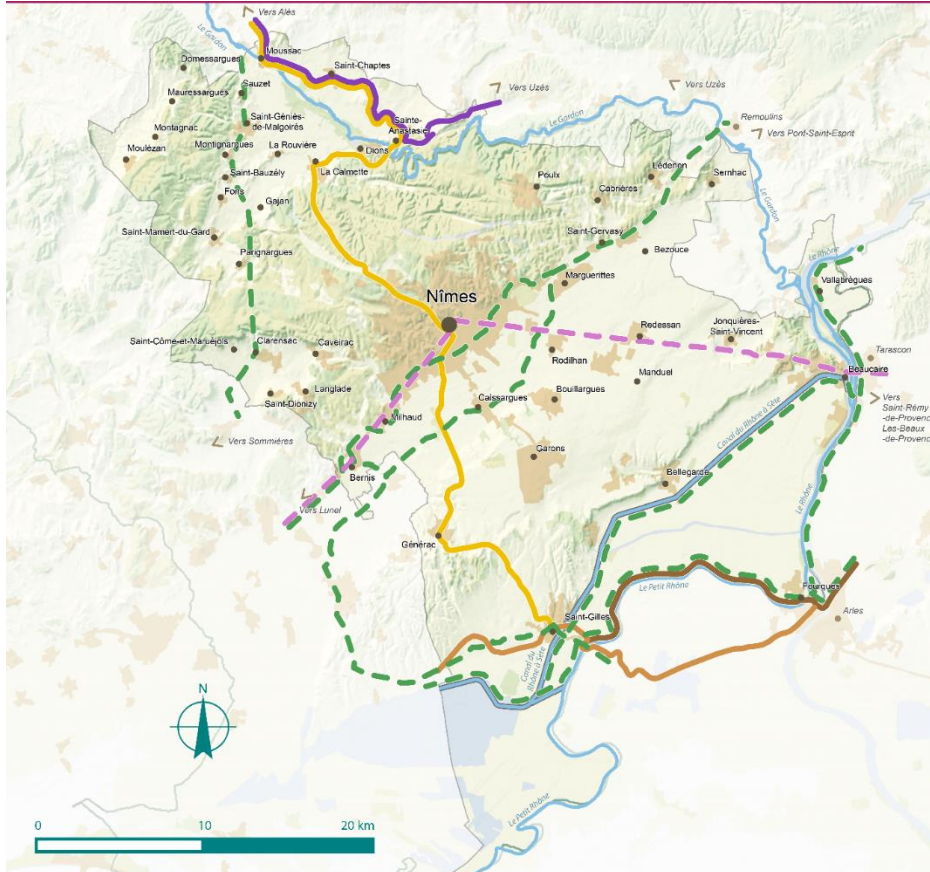 Vers Alès
Le Gardon
Moussac
Domessargues
Saint-Chaptes
Vers Uzès
Vers Uzès
Mauressargues
Sauzet
Sainte-
Anastasie
Le Gardon
Remoulins
Vers Pont-Saint-Esprit
Saint-Géniès-
de-Malgoirès
Montagnac
Moulézan
Montignargues
La Rouvière
Dions
La Calmette
Saint-Bauzély
Fons
Gajan
Poulx
Lédenon
Cabrières
Sernhac
Le Gardon
Saint-Mamert-du-Gard
Parignargues
Saint-Gervasy
Bezouce
Marguerittes
Le Rhône
Vallabrègues
Nîmes
Redessan
Jonquières-
Saint-Vincent
Saint-Côme-et-Maruéjols
Clarensac
Caveirac
Rodilhan
Manduel
Tarascon
Beaucaire
Saint-Dionizy
Langlade
Caissargues
Bouillargues
Milhaud
Canal du Rhône à Sète
Vers
Saint-Rémy
-de-Provence
Les-Beaux
-de-Provence
Vers Sommières
Garons
Bernis
Bellegarde
Vers Lunel
Le Rhône
Générac
Le Petit Rhône
Fourques
Arles
Saint-Gilles
Canal du
Rhône à Sète
N
Le Petit Rhône
Le Petit Rhône
0 10 20 km